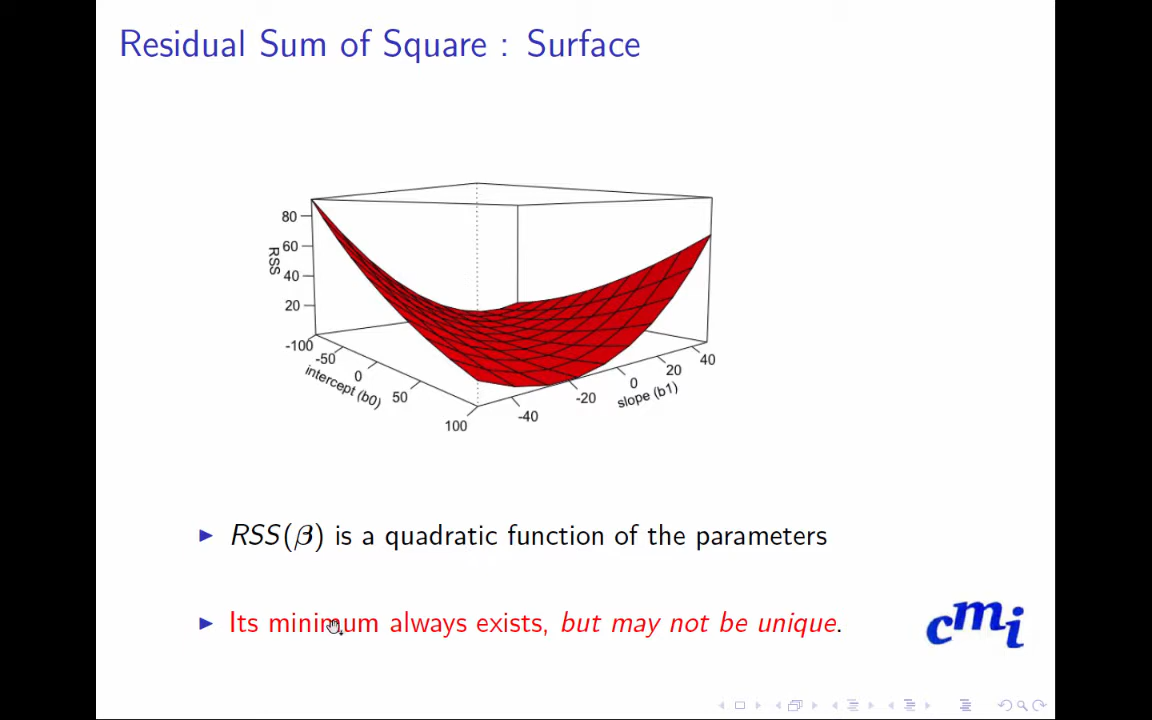 Residual Sum of Square : Surface
80
60
40
20
RSS
-100
-50
0
50
100
intercept (b0)
-40
-20
0
20
40
slope (b1)
▶ RSS(β) is a quadratic function of the parameters
▶ Its minimum always exists, but may not be unique.
cmi